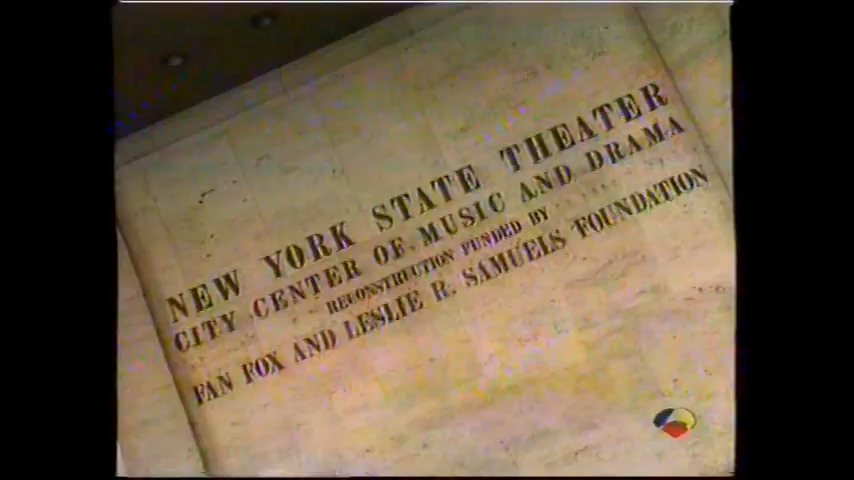 NEW YORK STATE THEATER
CITY CENTER OF MUSIC AND DRAMA
RECONSTRUCTION FUNDED BY
FAN FOX AND LESLIE R. SAMUELS FOUNDATION